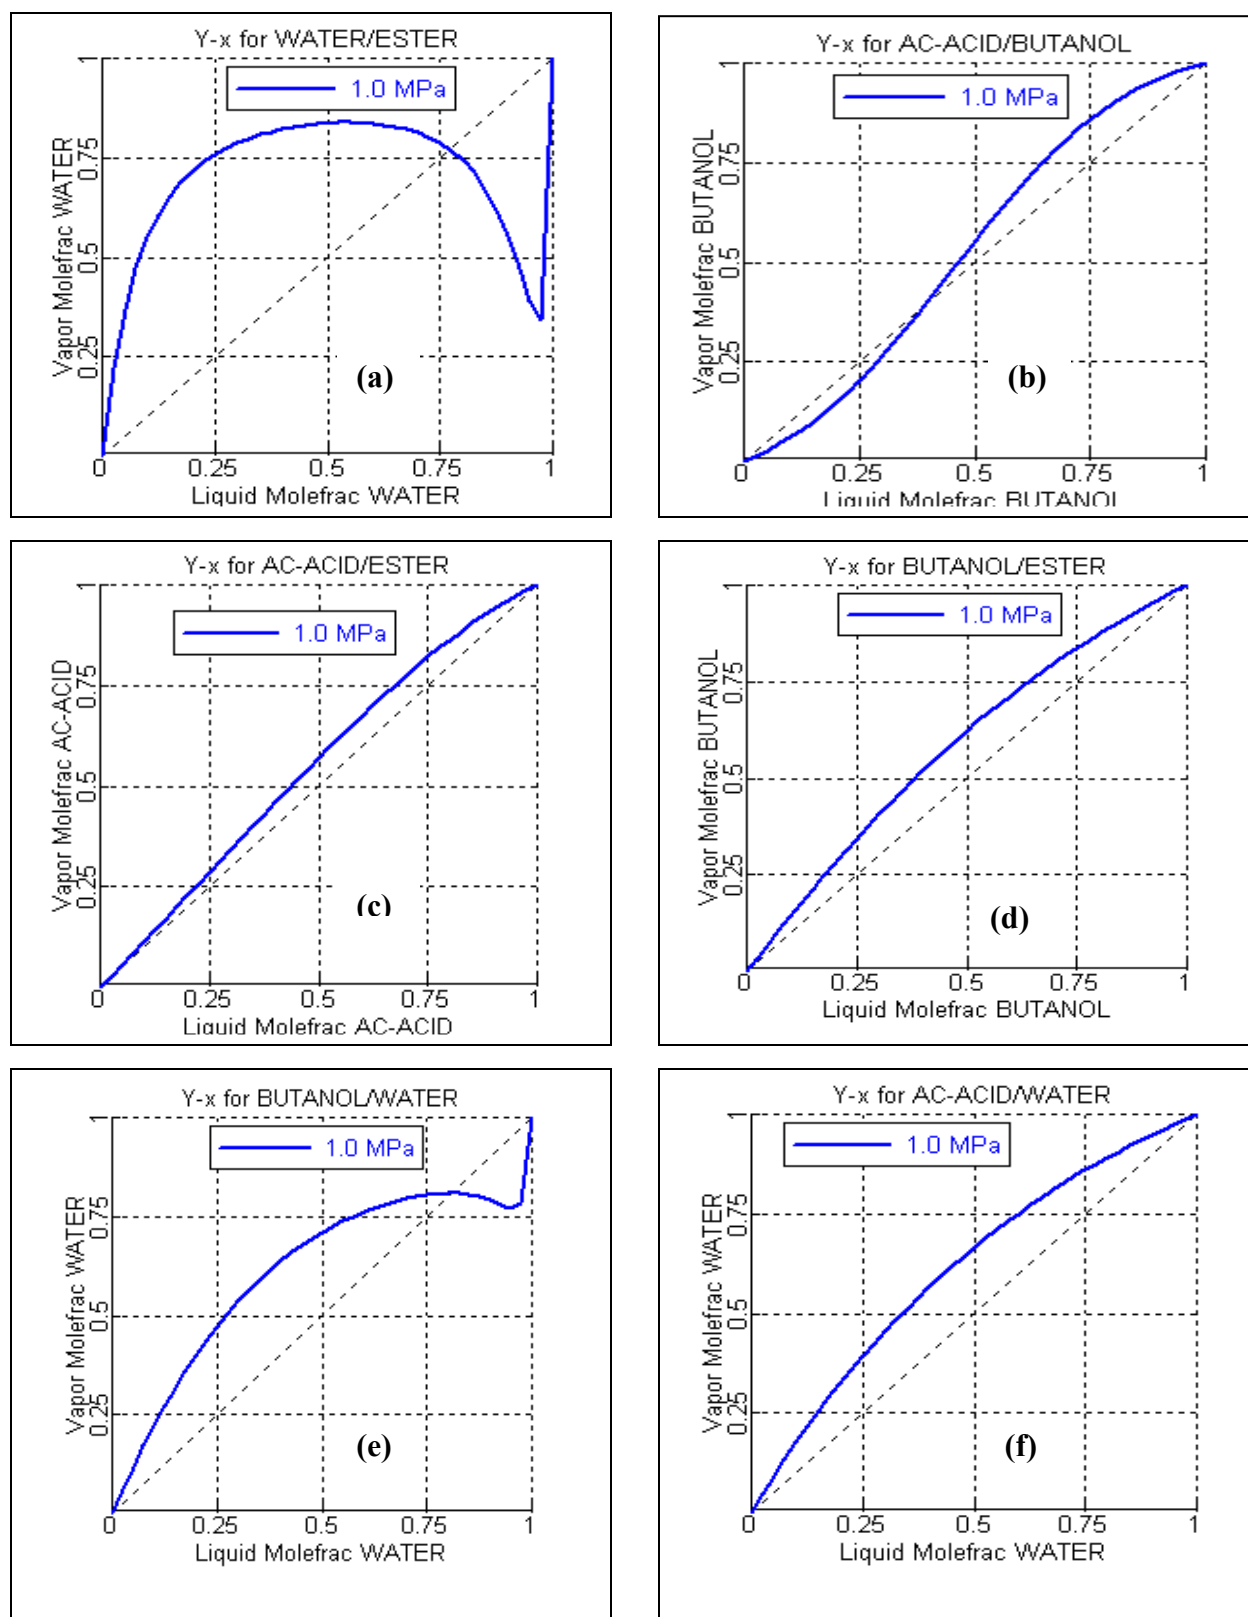 Y-x for WATER/ESTER
1.0 MPa
Vapor Molefrac WATER
1
0.75
0.5
0.25
(a)
0 0.25 0.5 0.75 1
Liquid Molefrac WATER
Y-x for AC-ACID/BUTANOL
1.0 MPa
Vapor Molefrac BUTANOL
1
0.75
0.5
0.25
(b)
0 0.25 0.5 0.75 1
Liquid Molefrac BUTANOL
Y-x for AC-ACID/ESTER
1.0 MPa
Vapor Molefrac AC-ACID
1
0.75
0.5
0.25
(c)
0 0.25 0.5 0.75 1
Liquid Molefrac AC-ACID
Y-x for BUTANOL/ESTER
1.0 MPa
Vapor Molefrac BUTANOL
1
0.75
0.5
0.25
(d)
0 0.25 0.5 0.75 1
Liquid Molefrac BUTANOL
Y-x for BUTANOL/WATER
1.0 MPa
Vapor Molefrac WATER
1
0.75
0.5
0.25
(e)
0 0.25 0.5 0.75 1
Liquid Molefrac WATER
Y-x for AC-ACID/WATER
1.0 MPa
Vapor Molefrac WATER
1
0.75
0.5
0.25
(f)
0 0.25 0.5 0.75 1
Liquid Molefrac WATER